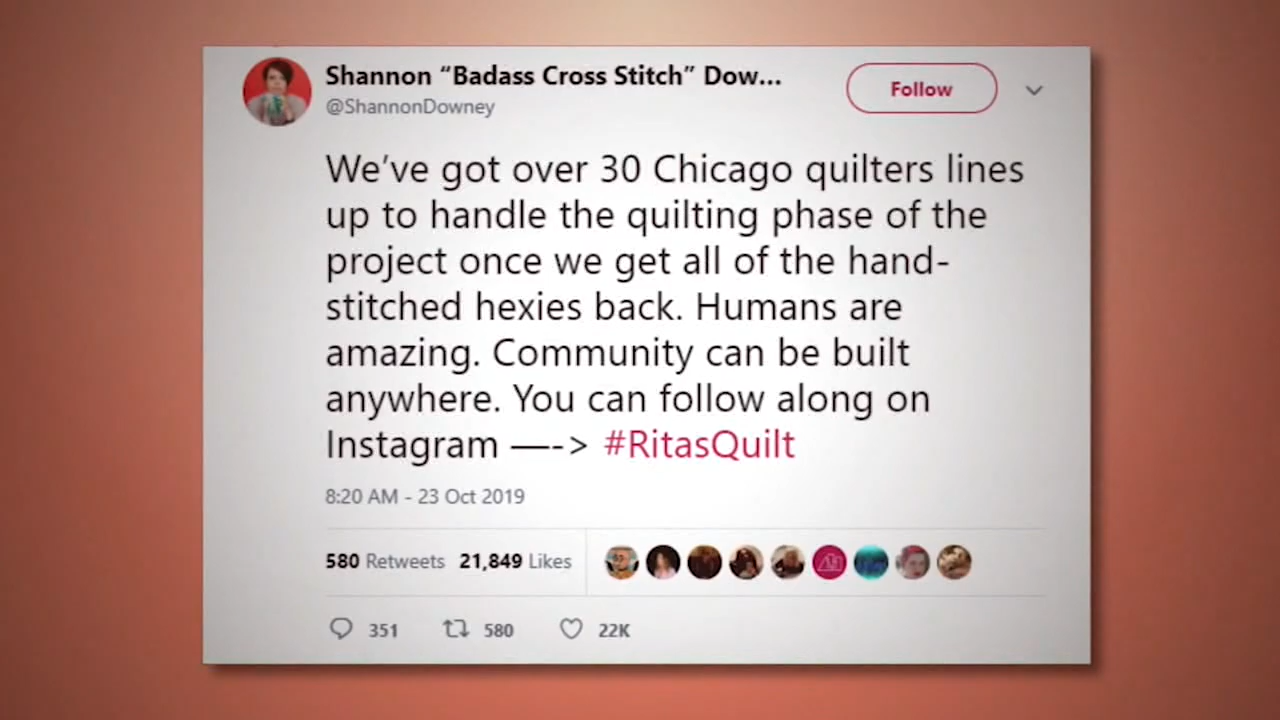 Shannon “Badass Cross Stitch” Dow...
@ShannonDowney
Follow
We’ve got over 30 Chicago quilters lines
up to handle the quilting phase of the
project once we get all of the hand-
stitched hexies back. Humans are
amazing. Community can be built
anywhere. You can follow along on
Instagram —-> #RitasQuilt
8:20 AM - 23 Oct 2019
580 Retweets 21,849 Likes
351 580 22K